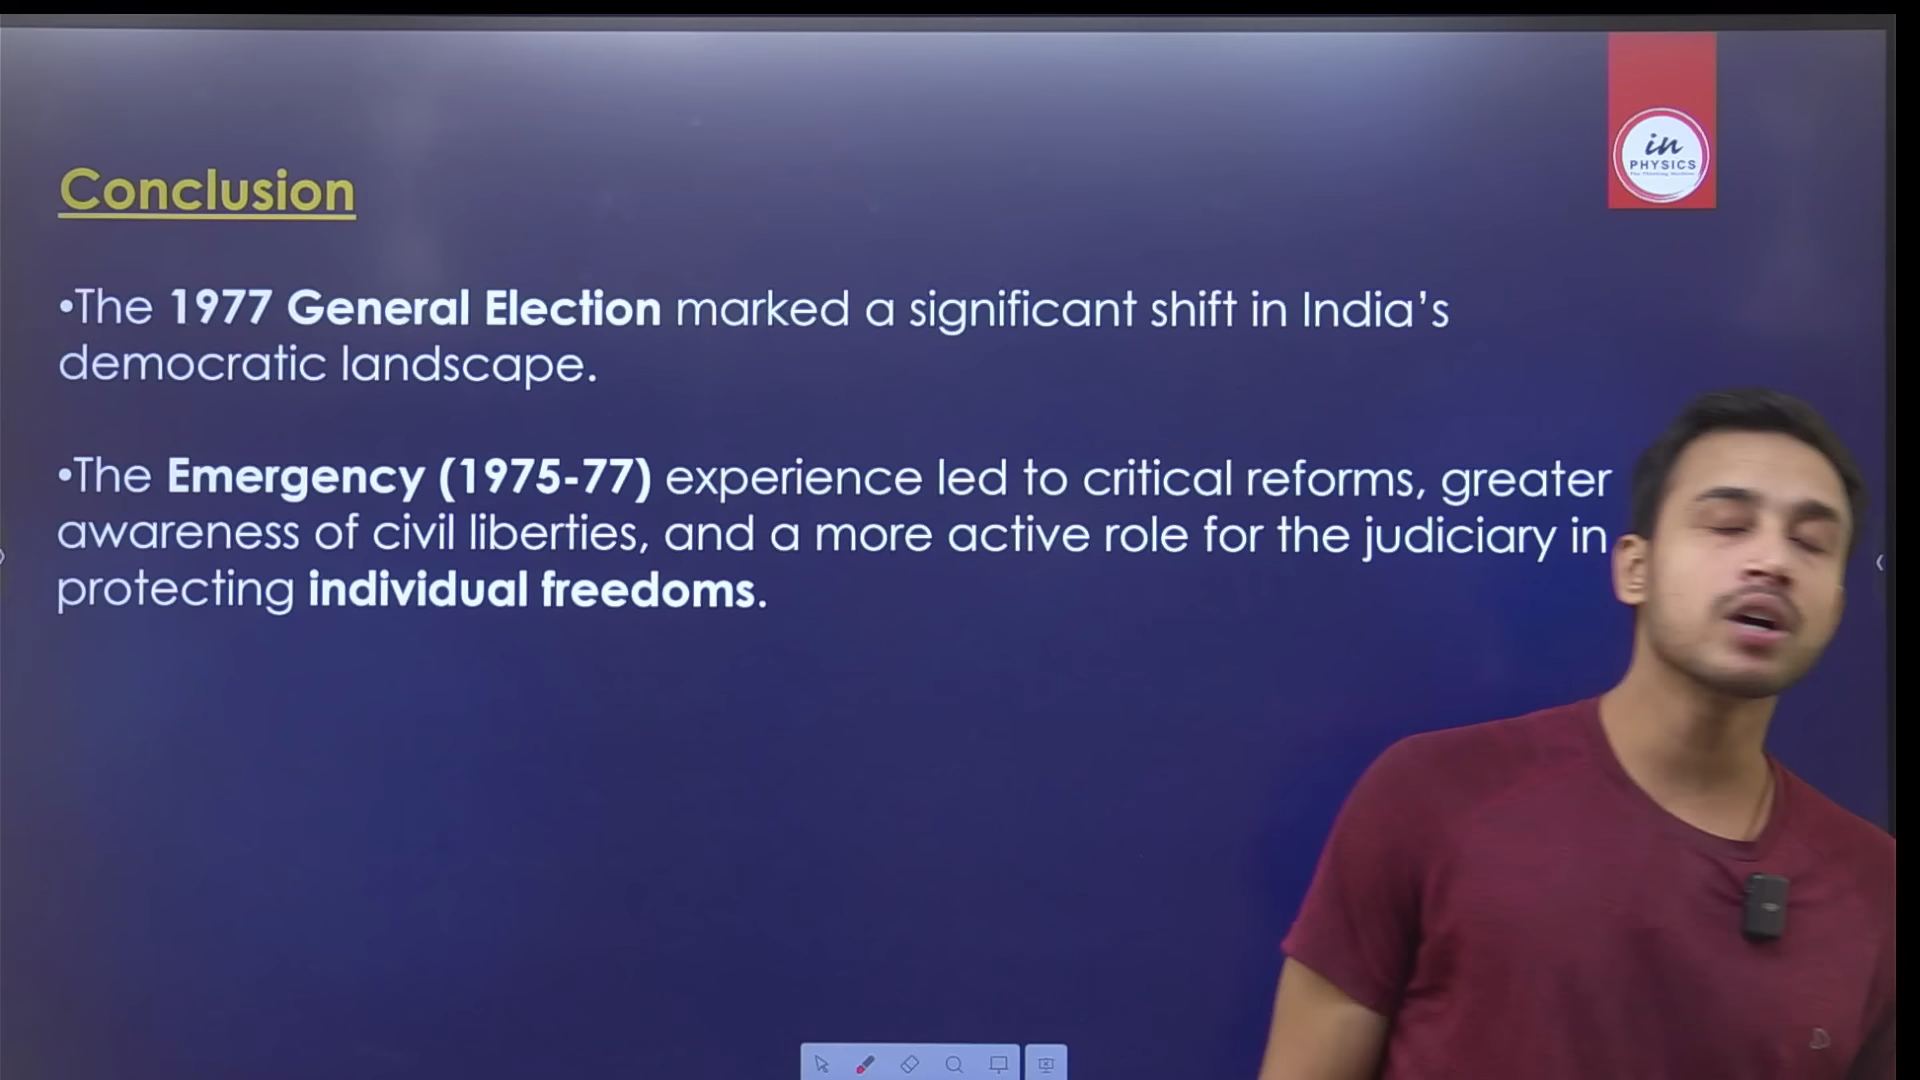 in
PHYSICS
Conclusion
•The 1977 General Election marked a significant shift in India’s
democratic landscape.
•The Emergency (1975-77) experience led to critical reforms, greater
awareness of civil liberties, and a more active role for the judiciary in
protecting individual freedoms.